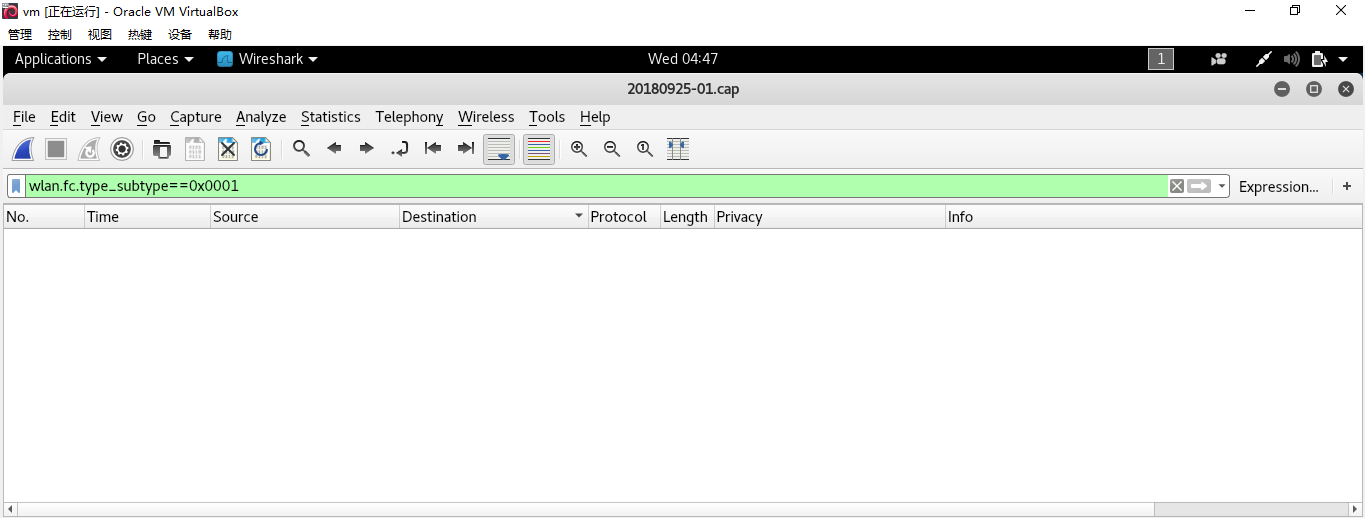 vm [正在运行] - Oracle VM VirtualBox
管理 控制 视图 热键 设备 帮助
Applications Places Wireshark Wed 04:47 1
20180925-01.cap
File Edit View Go Capture Analyze Statistics Telephony Wireless Tools Help
wlan.fc.type_subtype==0x0001 Expression... +
No. Time Source Destination Protocol Length Privacy Info